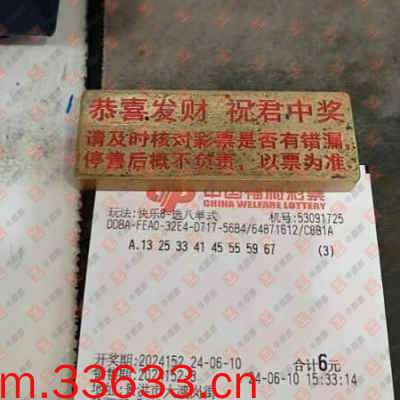 恭喜发财 祝君中奖
请及时核对彩票是否有错漏,
停售后概不负责,以票为准.
中国福利彩票
CHINA WELFARE LOTTERY
玩法:快乐8-选八单式 机号:53091725
DDBA-FEA0-32E4-D717-5684/64871612/C8B1A
A.13 25 33 41 45 55 59 67 (3)
开奖期:2024152 24-06-10 合计6元
24-06-10 15:33:14
m.33633.cn